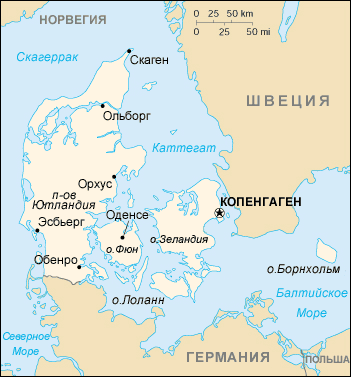 НОРВЕГИЯ
0 25 50 km
0 25 50 mi
Скагеррак
Скаген
ШВЕЦИЯ
Ольборг
Каттегат
Орхус
п-ов
Ютландия
Оденсе
КОПЕНГАГЕН
Эсбьерг
о.Фюн
о.Зеландия
Обенро
о.Борнхольм
о.Лоланн
Балтийское
Море
Северное
Море
ГЕРМАНИЯ
ПОЛЬША